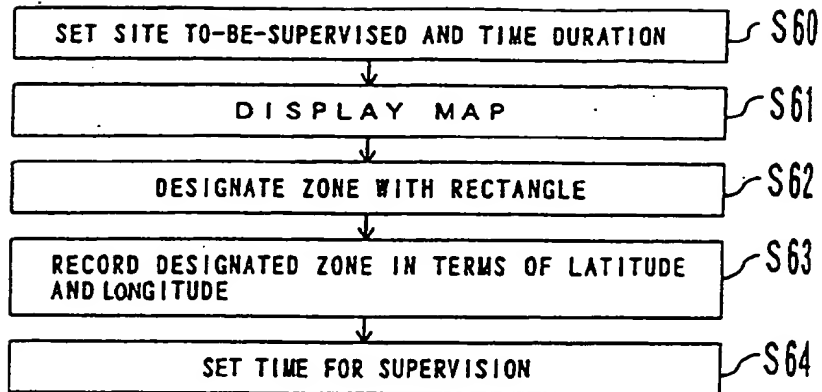 SET SITE TO-BE-SUPERVISED AND TIME DURATION S60
DISPLAY MAP S61
DESIGNATE ZONE WITH RECTANGLE S62
RECORD DESIGNATED ZONE IN TERMS OF LATITUDE S63
AND LONGITUDE
SET TIME FOR SUPERVISION S64